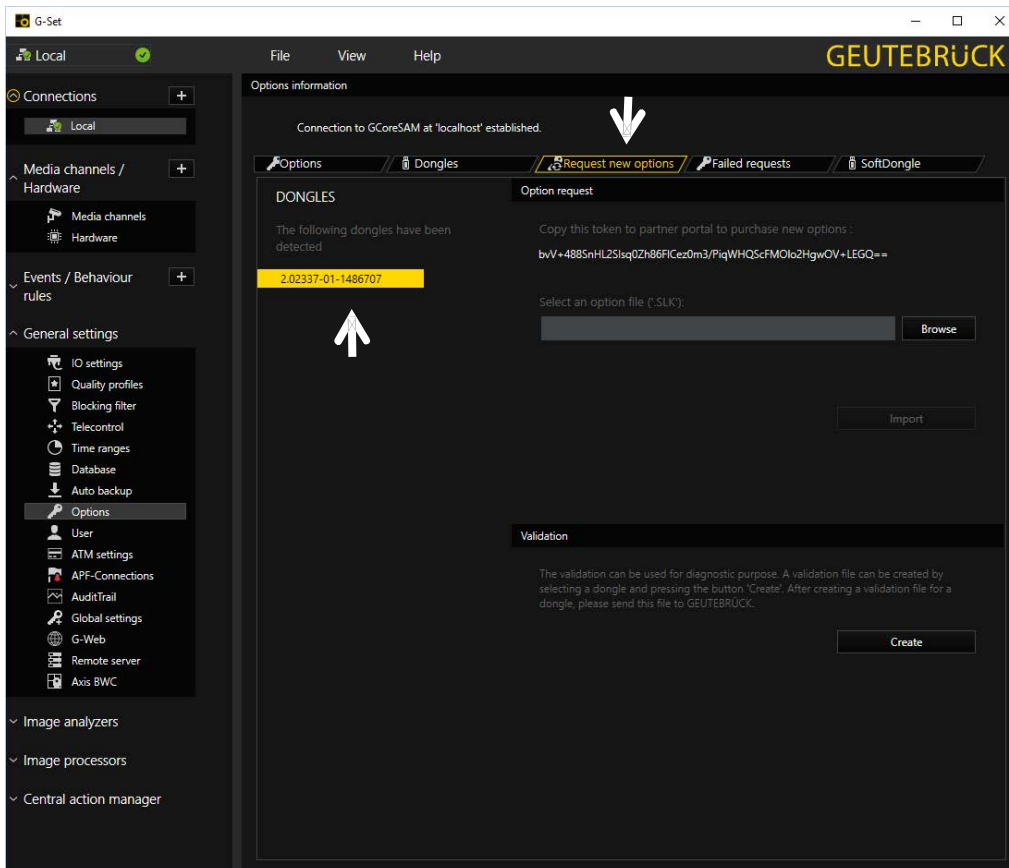 G-Set
Local
File View Help
GEUTEBRÜCK
Connections +
Local
Media channels / +
Hardware
Media channels
Hardware
Events / Behaviour +
rules
General settings
IO settings
Quality profiles
Blocking filter
Telecontrol
Time ranges
Database
Auto backup
Options
User
ATM settings
APF-Connections
AuditTrail
Global settings
G-Web
Remote server
Axis BWC
Image analyzers
Image processors
Central action manager
Options information
Connection to GCoreSAM at 'localhost' established.
Options Dongles Request new options Failed requests SoftDongle
DONGLES
The following dongles have been
detected
2.02337-01-1486707
Option request
Copy this token to partner portal to purchase new options :
Select an option file ('.SLK'):
Browse
Import
Validation
The validation can be used for diagnostic purpose. A validation file can be created by
selecting a dongle and pressing the button 'Create'. After creating a validation file for a
dongle, please send this file to GEUTEBRÜCK.
Create